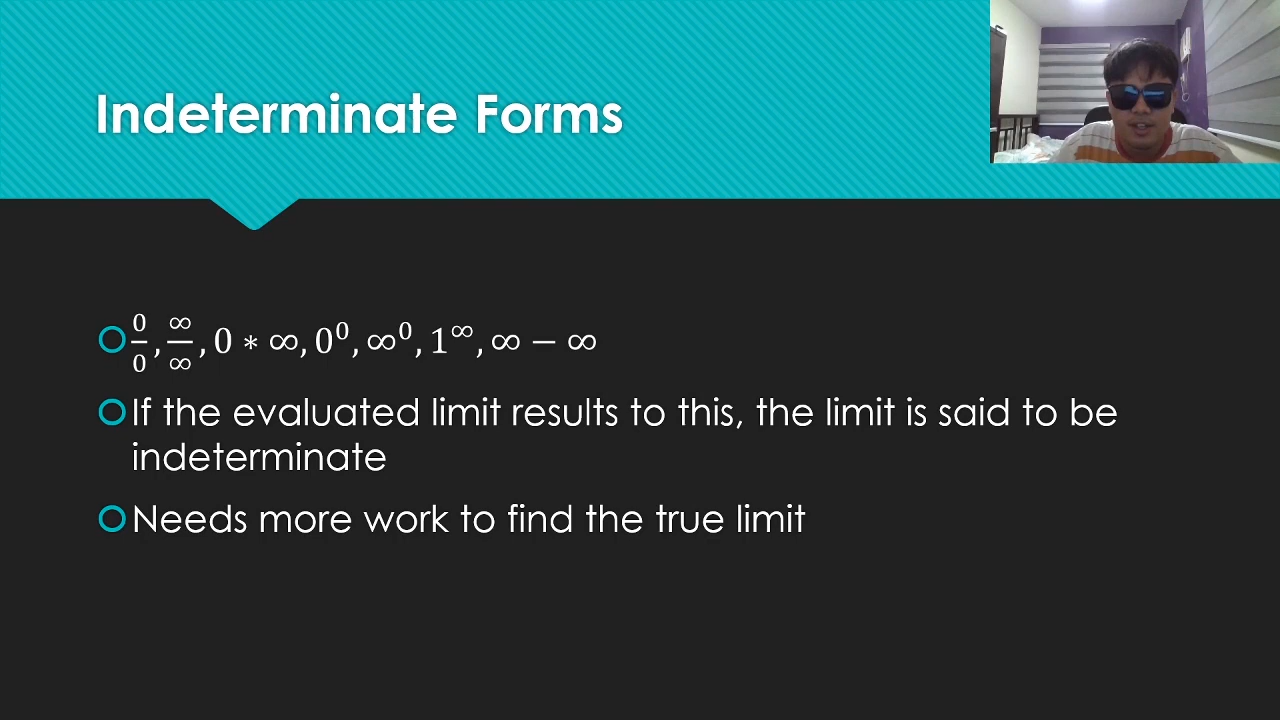 Indeterminate Forms
0/0, ∞/∞, 0 * ∞, 0⁰, ∞⁰, 1^∞, ∞ − ∞
If the evaluated limit results to this, the limit is said to be
indeterminate
Needs more work to find the true limit